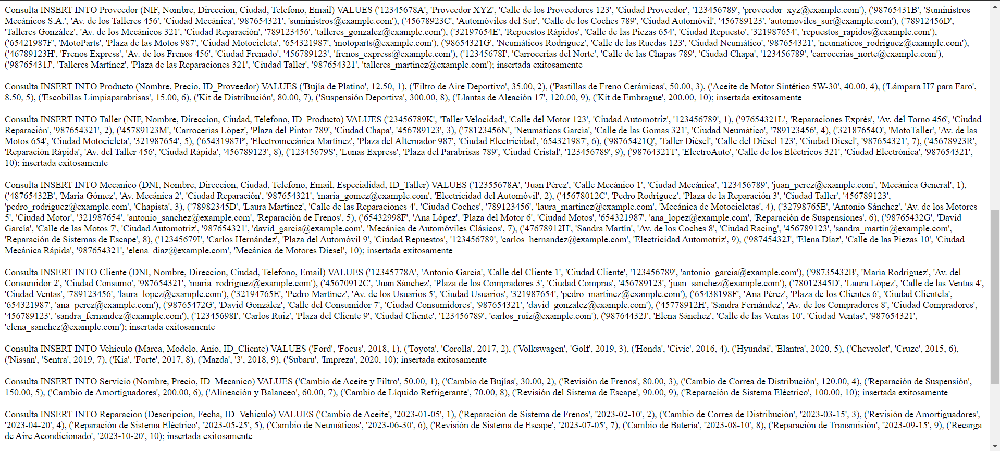 Consulta INSERT INTO Proveedor (NIF, Nombre, Direccion, Ciudad, Telefono, Email) VALUES ('12345678A', 'Proveedor XYZ', 'Calle de los Proveedores 123', 'Ciudad Proveedor', '123456789', 'proveedor_xyz@example.com'), ('98765431B', 'Suministros
Mecánicos S.A.', 'Av. de los Talleres 456', 'Ciudad Mecánica', '987654321', 'suministros@example.com'), ('45678923C', 'Automóviles del Sur', 'Calle de los Coches 789', 'Ciudad Automóvil', '456789123', 'automoviles_sur@example.com'), ('78912456D',
'Talleres González', 'Av. de los Mecánicos 321', 'Ciudad Reparación', '789123456', 'talleres_gonzalez@example.com'), ('32197654E', 'Repuestos Rápidos', 'Calle de las Piezas 654', 'Ciudad Repuesto', '321987654', 'repuestos_rapidos@example.com'),
('65421987F', 'MotoParts', 'Plaza de las Motos 987', 'Ciudad Motocicleta', '654321987', 'motoparts@example.com'), ('98654321G', 'Neumáticos Rodríguez', 'Calle de las Ruedas 123', 'Ciudad Neumático', '987654321', 'neumaticos_rodriguez@example.com'),
('46789123H', 'Frenos Express', 'Av. de los Frenos 456', 'Ciudad Frenado', '456789123', 'frenos_express@example.com'), ('12345678I', 'Carrocerías del Norte', 'Calle de las Chapas 789', 'Ciudad Chapa', '123456789', 'carrocerias_norte@example.com'),
('98765431J', 'Talleres Martínez', 'Plaza de las Reparaciones 321', 'Ciudad Taller', '987654321', 'talleres_martinez@example.com'); insertada exitosamente
Consulta INSERT INTO Producto (Nombre, Precio, ID_Proveedor) VALUES ('Bujía de Platino', 12.50, 1), ('Filtro de Aire Deportivo', 35.00, 2), ('Pastillas de Freno Cerámicas', 50.00, 3), ('Aceite de Motor Sintético 5W-30', 40.00, 4), ('Lámpara H7 para Faro',
8.50, 5), ('Escobillas Limpiaparabrisas', 15.00, 6), ('Kit de Distribución', 80.00, 7), ('Suspensión Deportiva', 300.00, 8), ('Llantas de Aleación 17', 120.00, 9), ('Kit de Embrague', 200.00, 10); insertada exitosamente
Consulta INSERT INTO Taller (NIF, Nombre, Direccion, Ciudad, Telefono, ID_Producto) VALUES ('23456789K', 'Taller Velocidad', 'Calle del Motor 123', 'Ciudad Automotriz', '123456789', 1), ('97654321L', 'Reparaciones Exprés', 'Av. del Torno 456', 'Ciudad
Reparación', '987654321', 2), ('45789123M', 'Carrocerías López', 'Plaza del Pintor 789', 'Ciudad Chapa', '456789123', 3), ('78123456N', 'Neumáticos García', 'Calle de las Gomas 321', 'Ciudad Neumático', '789123456', 4), ('32187654O', 'MotoTaller', 'Av. de las
Motos 654', 'Ciudad Motocicleta', '321987654', 5), ('65431987P', 'Electromecánica Martínez', 'Plaza del Alternador 987', 'Ciudad Electricidad', '654321987', 6), ('98765421Q', 'Taller Diésel', 'Calle del Diésel 123', 'Ciudad Diesel', '987654321', 7), ('45678923R',
'Reparación Rápida', 'Av. del Taller 456', 'Ciudad Rápida', '456789123', 8), ('12345679S', 'Lunas Express', 'Plaza del Parabrisas 789', 'Ciudad Cristal', '123456789', 9), ('98764321T', 'ElectroAuto', 'Calle de los Eléctricos 321', 'Ciudad Electrónica', '987654321',
10); insertada exitosamente
Consulta INSERT INTO Mecanico (DNI, Nombre, Direccion, Ciudad, Telefono, Email, Especialidad, ID_Taller) VALUES ('12355678A', 'Juan Pérez', 'Calle Mecánico 1', 'Ciudad Mecánica', '123456789', 'juan_perez@example.com', 'Mecánica General', 1),
('48765432B', 'María Gómez', 'Av. Mecánica 2', 'Ciudad Reparación', '987654321', 'maria_gomez@example.com', 'Electricidad del Automóvil', 2), ('45678012C', 'Pedro Rodríguez', 'Plaza de la Reparación 3', 'Ciudad Taller', '456789123',
'pedro_rodriguez@example.com', 'Chapista', 3), ('78982345D', 'Laura Martínez', 'Calle de las Reparaciones 4', 'Ciudad Coches', '789123456', 'laura_martinez@example.com', 'Mecánica de Motocicletas', 4), ('32798765E', 'Antonio Sánchez', 'Av. de los Motores
5', 'Ciudad Motor', '321987654', 'antonio_sanchez@example.com', 'Reparación de Frenos', 5), ('65432998F', 'Ana López', 'Plaza del Motor 6', 'Ciudad Motos', '654321987', 'ana_lopez@example.com', 'Reparación de Suspensiones', 6), ('98765432G', 'David
García', 'Calle de las Motos 7', 'Ciudad Automotriz', '987654321', 'david_garcia@example.com', 'Mecánica de Automóviles Clásicos', 7), ('47678912H', 'Sandra Martín', 'Av. de los Coches 8', 'Ciudad Racing', '456789123', 'sandra_martin@example.com',
'Reparación de Sistemas de Escape', 8), ('12345679I', 'Carlos Hernández', 'Plaza del Automóvil 9', 'Ciudad Repuestos', '123456789', 'carlos_hernandez@example.com', 'Electricidad Automotriz', 9), ('98745432J', 'Elena Díaz', 'Calle de las Piezas 10', 'Ciudad
Mecánica Rápida', '987654321', 'elena_diaz@example.com', 'Mecánica de Motores Diesel', 10); insertada exitosamente
Consulta INSERT INTO Cliente (DNI, Nombre, Direccion, Ciudad, Telefono, Email) VALUES ('12345778A', 'Antonio García', 'Calle del Cliente 1', 'Ciudad Cliente', '123456789', 'antonio_garcia@example.com'), ('98735432B', 'María Rodríguez', 'Av. del
Consumidor 2', 'Ciudad Consumo', '987654321', 'maria_rodriguez@example.com'), ('45670912C', 'Juan Sánchez', 'Plaza de los Compradores 3', 'Ciudad Compras', '456789123', 'juan_sanchez@example.com'), ('78012345D', 'Laura López', 'Calle de las Ventas 4',
'Ciudad Ventas', '789123456', 'laura_lopez@example.com'), ('32194765E', 'Pedro Martínez', 'Av. de los Usuarios 5', 'Ciudad Usuarios', '321987654', 'pedro_martinez@example.com'), ('65438198F', 'Ana Pérez', 'Plaza de los Clientes 6', 'Ciudad Clientela',
'654321987', 'ana_perez@example.com'), ('98765472G', 'David González', 'Calle del Consumidor 7', 'Ciudad Consumidores', '987654321', 'david_gonzalez@example.com'), ('45778912H', 'Sandra Fernández', 'Av. de los Compradores 8', 'Ciudad Compradores',
'456789123', 'sandra_fernandez@example.com'), ('12345698I', 'Carlos Ruiz', 'Plaza del Cliente 9', 'Ciudad Cliente', '123456789', 'carlos_ruiz@example.com'), ('98764432J', 'Elena Sánchez', 'Calle de las Ventas 10', 'Ciudad Ventas', '987654321',
'elena_sanchez@example.com'); insertada exitosamente
Consulta INSERT INTO Vehiculo (Marca, Modelo, Anio, ID_Cliente) VALUES ('Ford', 'Focus', 2018, 1), ('Toyota', 'Corolla', 2017, 2), ('Volkswagen', 'Golf', 2019, 3), ('Honda', 'Civic', 2016, 4), ('Hyundai', 'Elantra', 2020, 5), ('Chevrolet', 'Cruze', 2015, 6),
('Nissan', 'Sentra', 2019, 7), ('Kia', 'Forte', 2017, 8), ('Mazda', '3', 2018, 9), ('Subaru', 'Impreza', 2020, 10); insertada exitosamente
Consulta INSERT INTO Servicio (Nombre, Precio, ID_Mecanico) VALUES ('Cambio de Aceite y Filtro', 50.00, 1), ('Cambio de Bujías', 30.00, 2), ('Revisión de Frenos', 80.00, 3), ('Cambio de Correa de Distribución', 120.00, 4), ('Reparación de Suspensión',
150.00, 5), ('Cambio de Amortiguadores', 200.00, 6), ('Alineación y Balanceo', 60.00, 7), ('Cambio de Líquido Refrigerante', 70.00, 8), ('Revisión del Sistema de Escape', 90.00, 9), ('Reparación de Sistema Eléctrico', 100.00, 10); insertada exitosamente
Consulta INSERT INTO Reparacion (Descripcion, Fecha, ID_Vehiculo) VALUES ('Cambio de Aceite', '2023-01-05', 1), ('Reparación de Sistema de Frenos', '2023-02-10', 2), ('Cambio de Correa de Distribución', '2023-03-15', 3), ('Revisión de Amortiguadores',
'2023-04-20', 4), ('Reparación de Sistema Eléctrico', '2023-05-25', 5), ('Cambio de Neumáticos', '2023-06-30', 6), ('Revisión de Sistema de Escape', '2023-07-05', 7), ('Cambio de Batería', '2023-08-10', 8), ('Reparación de Transmisión', '2023-09-15', 9), ('Recarga
de Aire Acondicionado', '2023-10-20', 10); insertada exitosamente